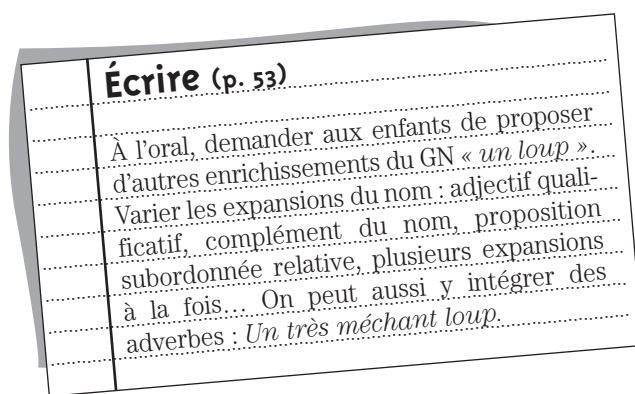 Écrire (p. 53)
À l'oral, demander aux enfants de proposer
d'autres enrichissements du GN « un loup ».
Varier les expansions du nom : adjectif quali-
ficatif, complément du nom, proposition
subordonnée relative, plusieurs expansions
à la fois… On peut aussi y intégrer des
adverbes : Un très méchant loup.